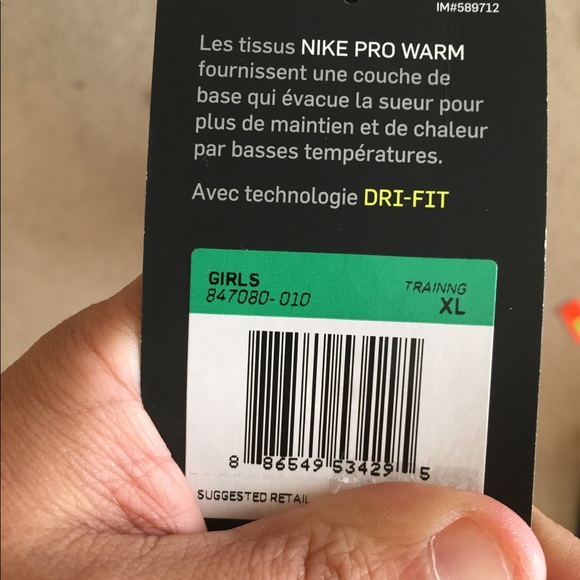 IM#589712
Les tissus NIKE PRO WARM
fournissent une couche de
base qui évacue la sueur pour
plus de maintien et de chaleur
par basses températures.
Avec technologie DRI-FIT
GIRLS TRAINNG
847080-010 XL
8 86549 53429 5
SUGGESTED RETAIL